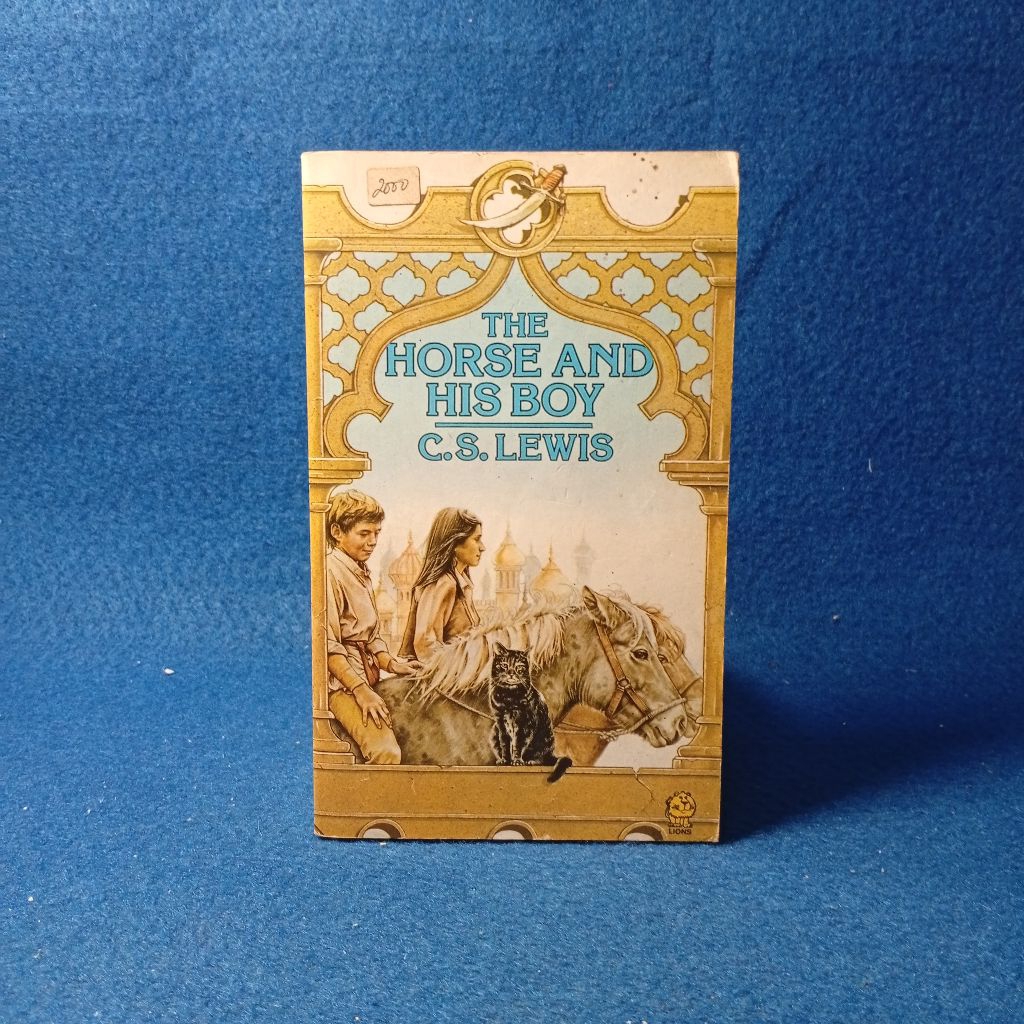 2000
THE
HORSE AND
HIS BOY
C.S. LEWIS
LIONS